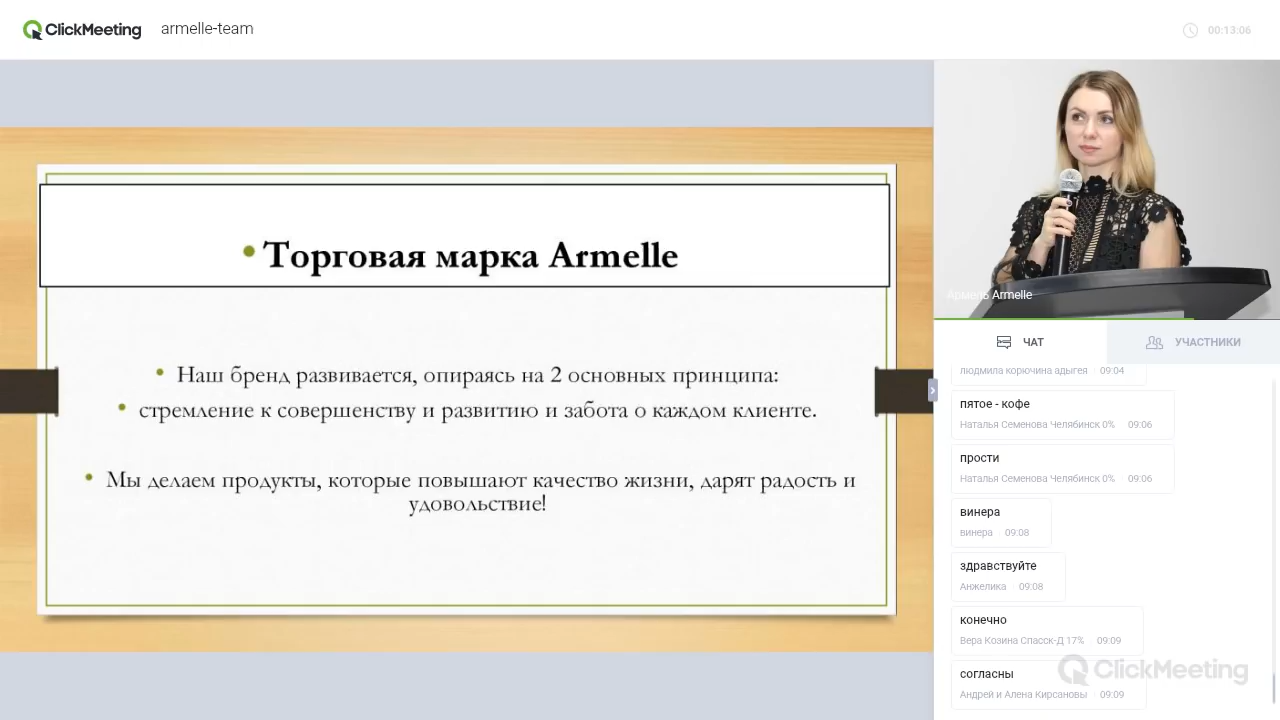 ClickMeeting
armelle-team
00:13:06
Торговая марка Armelle
Наш бренд развивается, опираясь на 2 основных принципа:
стремление к совершенству и развитию и забота о каждом клиенте.
Мы делаем продукты, которые повышают качество жизни, дарят радость и
удовольствие!
Армель Armelle
ЧАТ
УЧАСТНИКИ
людмила корючина адыгея 09:04
пятое - кофе
Наталья Семенова Челябинск 0% 09:06
прости
Наталья Семенова Челябинск 0% 09:06
винера
винера 09:08
здравствуйте
Анжелика 09:08
конечно
Вера Козина Спасск-Д 17% 09:09
согласны
Андрей и Алена Кирсановы 09:09
ClickMeeting